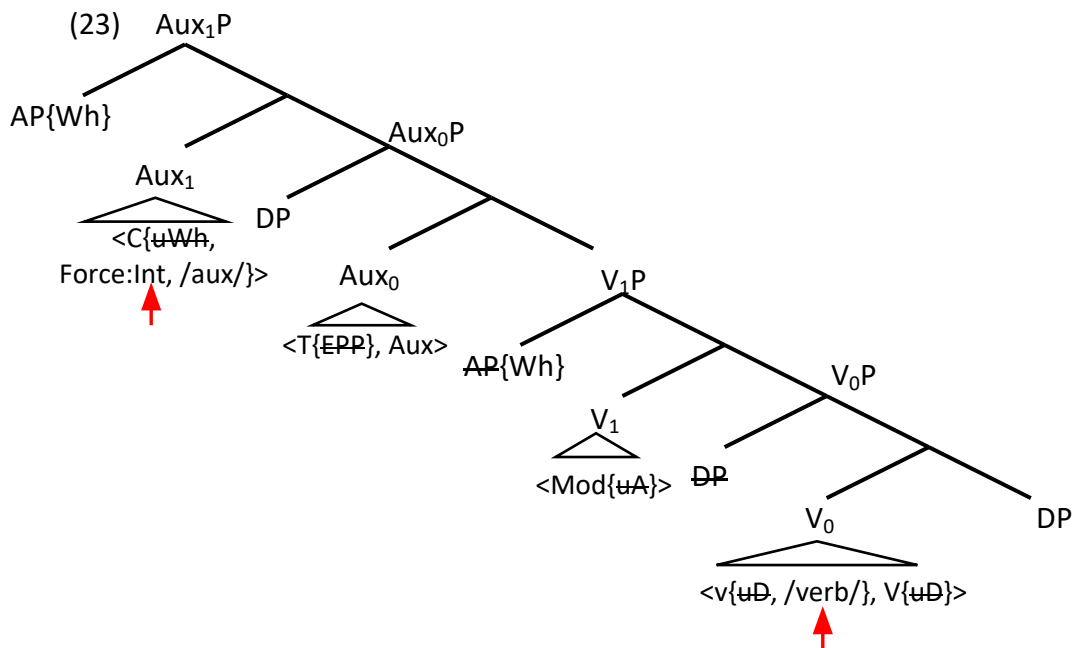 (23) Aux₁P
AP{Wh}
Aux₀P
Aux₁
DP
<C{uWh,
Force:Int, /aux/}>
Aux₀
V₁P
<T{EPP}, Aux>
AP{Wh}
V₀P
V₁
<Mod{uA}>
DP
V₀
DP
<v{uD, /verb/}, V{uD}>